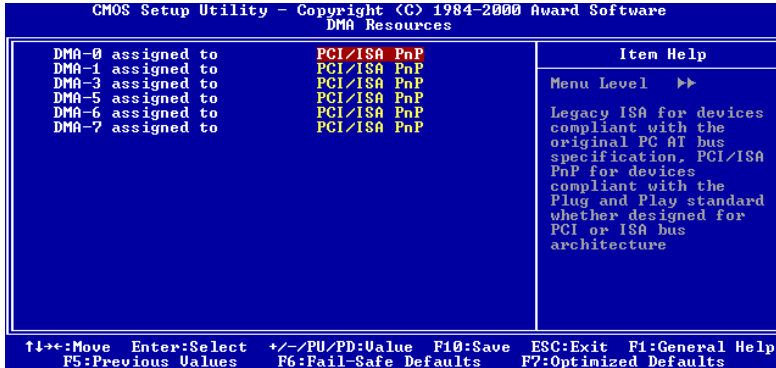 CMOS Setup Utility - Copyright (C) 1984-2000 Award Software
DMA Resources
DMA-0 assigned to PCI/ISA PnP
DMA-1 assigned to PCI/ISA PnP
DMA-3 assigned to PCI/ISA PnP
DMA-5 assigned to PCI/ISA PnP
DMA-6 assigned to PCI/ISA PnP
DMA-7 assigned to PCI/ISA PnP
Item Help
Menu Level ▶▶
Legacy ISA for devices
compliant with the
original PC AT bus
specification, PCI/ISA
PnP for devices
compliant with the
Plug and Play standard
whether designed for
PCI or ISA bus
architecture
↑↓→←:Move Enter:Select +/-/PU/PD:Value F10:Save ESC:Exit F1:General Help
F5:Previous Values F6:Fail-Safe Defaults F7:Optimized Defaults